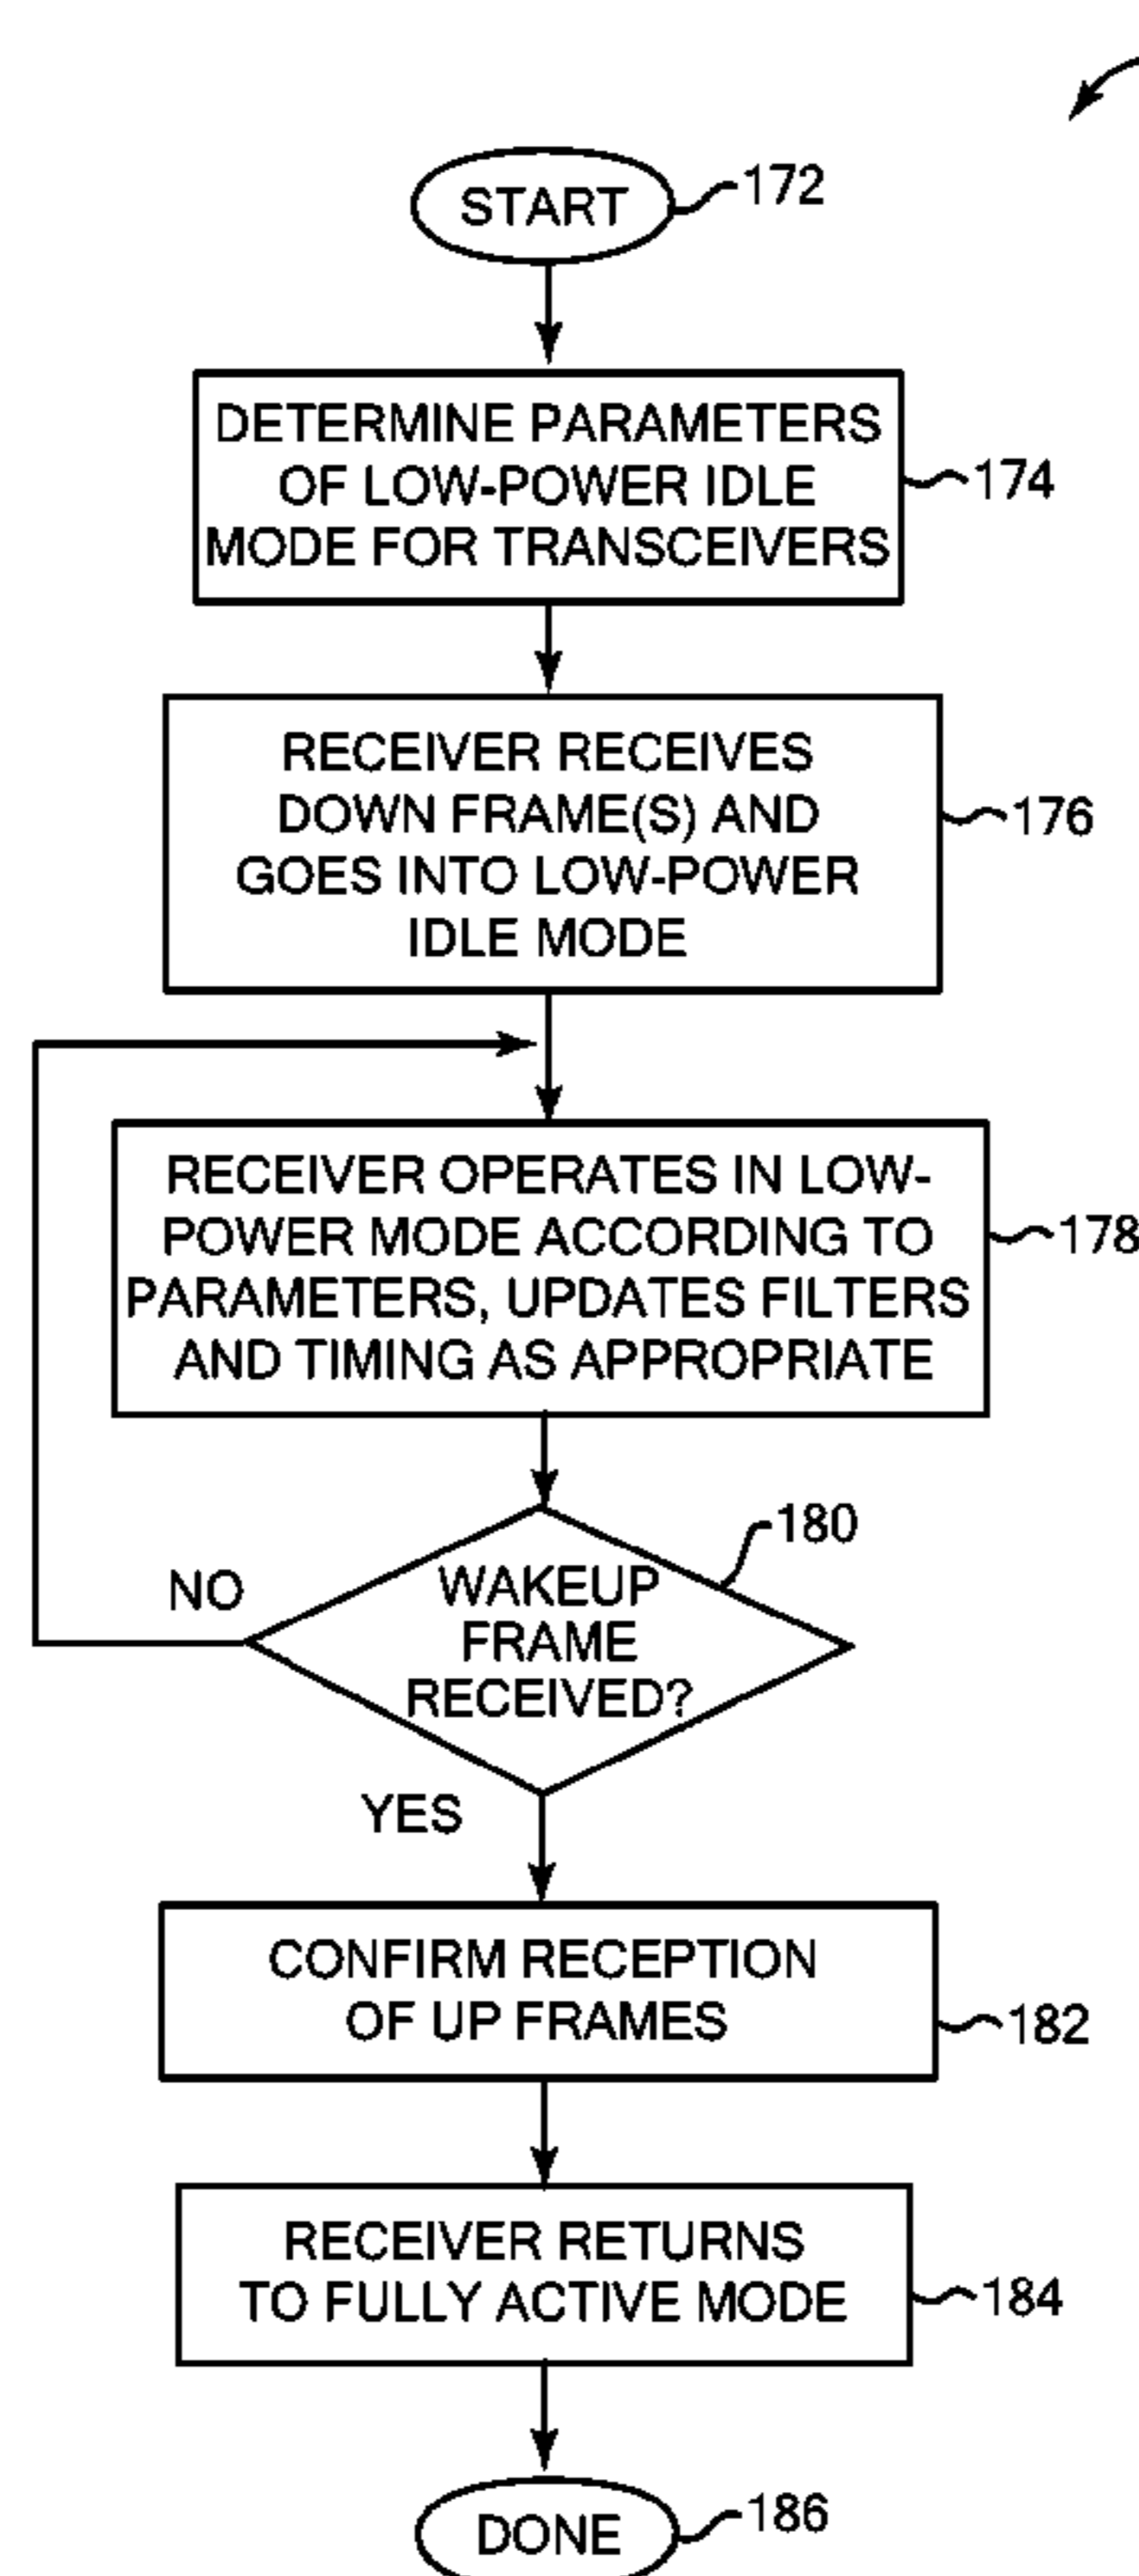 START
172
DETERMINE PARAMETERS
OF LOW-POWER IDLE
MODE FOR TRANSCEIVERS
174
RECEIVER RECEIVES
DOWN FRAME(S) AND
GOES INTO LOW-POWER
IDLE MODE
176
RECEIVER OPERATES IN LOW-
POWER MODE ACCORDING TO
PARAMETERS, UPDATES FILTERS
AND TIMING AS APPROPRIATE
178
180
WAKEUP
FRAME
RECEIVED?
NO
YES
CONFIRM RECEPTION
OF UP FRAMES
182
RECEIVER RETURNS
TO FULLY ACTIVE MODE
184
DONE
186